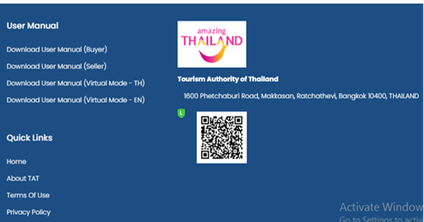 User Manual
Download User Manual (Buyer)
Download User Manual (Seller)
Download User Manual (Virtual Mode - TH)
Download User Manual (Virtual Mode - EN)
Quick Links
Home
About TAT
Terms Of Use
Privacy Policy
amazing
THAILAND
Tourism Authority of Thailand
1600 Phetchaburi Road, Makkasan, Ratchathevi, Bangkok 10400, THAILAND
L
Activate Window
Go to Settings to activ